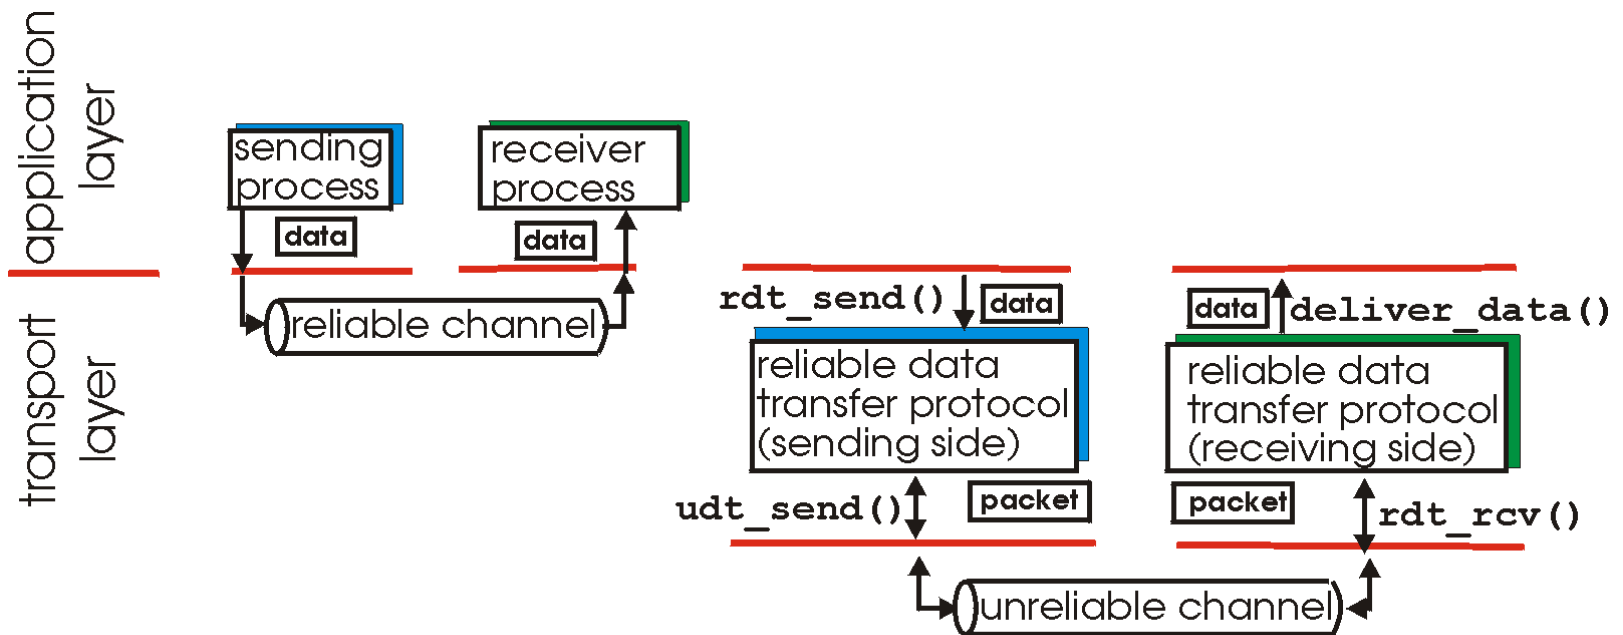 application
layer
transport
layer
sending
process
data
receiver
process
data
reliable channel
rdt_send()
data
reliable data
transfer protocol
(sending side)
udt_send()
packet
data
deliver_data()
reliable data
transfer protocol
(receiving side)
packet
rdt_rcv()
unreliable channel